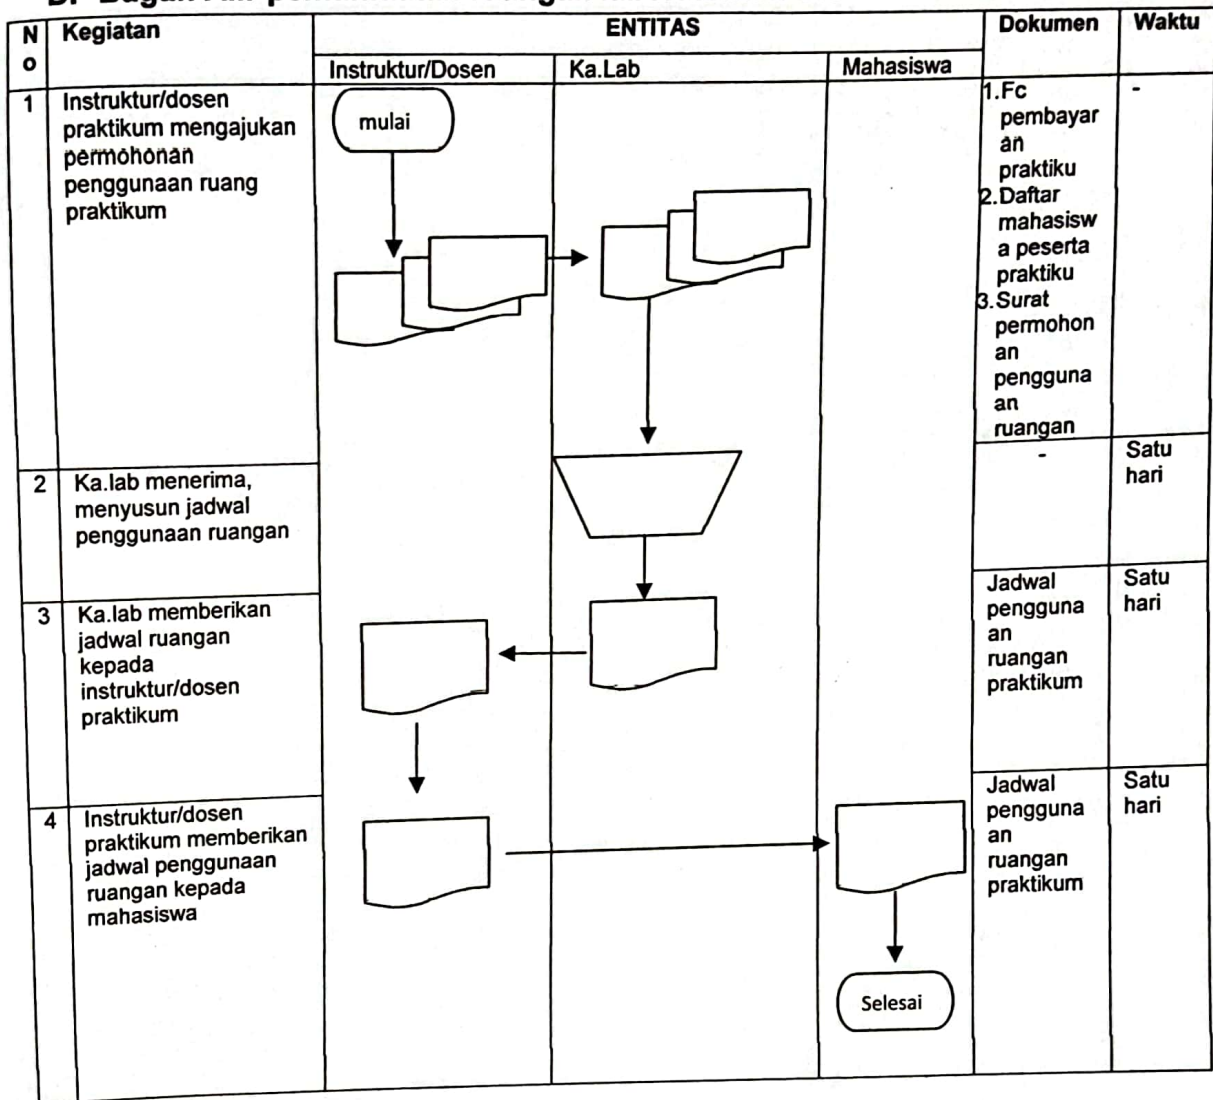 N
o
Kegiatan
ENTITAS
Dokumen
Waktu
Instruktur/Dosen
Ka.Lab
Mahasiswa
1
Instruktur/dosen
praktikum mengajukan
permohonan
penggunaan ruang
praktikum
mulai
1.Fc
pembayar
an
praktiku
2.Daftar
mahasisw
a peserta
praktiku
3.Surat
permohon
an
pengguna
an
ruangan
-
2
Ka.lab menerima,
menyusun jadwal
penggunaan ruangan
-
Satu
hari
3
Ka.lab memberikan
jadwal ruangan
kepada
instruktur/dosen
praktikum
Jadwal
pengguna
an
ruangan
praktikum
Satu
hari
4
Instruktur/dosen
praktikum memberikan
jadwal penggunaan
ruangan kepada
mahasiswa
Jadwal
pengguna
an
ruangan
praktikum
Satu
hari
Selesai